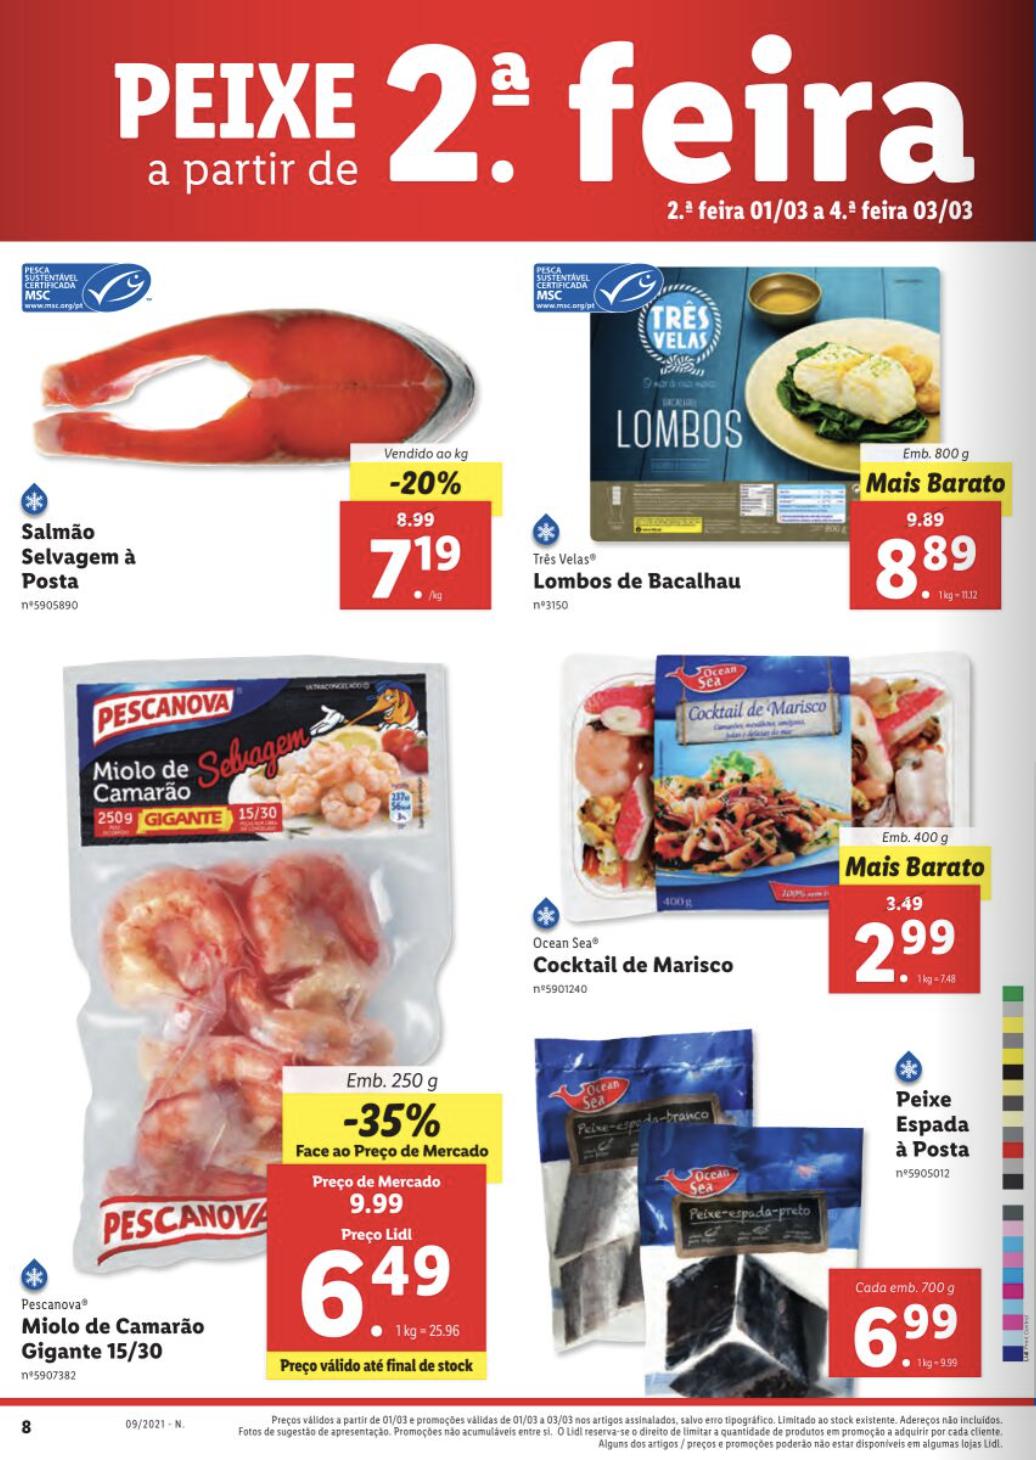 PEIXE
a partir de
2.ª feira
2.ª feira 01/03 a 4.ª feira 03/03
PESCA
SUSTENTÁVEL
CERTIFICADA
MSC
www.msc.org/pt
Vendido ao kg
-20%
8.99
7.19
/kg
Salmão
Selvagem à
Posta
nº5905890
PESCA
SUSTENTÁVEL
CERTIFICADA
MSC
www.msc.org/pt
TRÊS
VELAS
BACALHAU
LOMBOS
Emb. 800 g
Mais Barato
9.89
8.89
1 kg = 11.12
Três Velas®
Lombos de Bacalhau
nº3150
PESCANOVA®
ULTRACONGELADO
Miolo de
Camarão
Selvagem
250g
GIGANTE
15/30
PESCANOVA
Emb. 250 g
-35%
Face ao Preço de Mercado
Preço de Mercado
9.99
Preço Lidl
6.49
1 kg = 25.96
Preço válido até final de stock
Pescanova®
Miolo de Camarão
Gigante 15/30
nº5907382
Ocean
Sea
Cocktail de Marisco
400 g
Emb. 400 g
Mais Barato
3.49
2.99
1 kg = 7.48
Ocean Sea®
Cocktail de Marisco
nº5901240
Ocean
Sea
Peixe-espada-branco
Ocean
Sea
Peixe-espada-preto
Peixe
Espada
à Posta
nº5905012
Cada emb. 700 g
6.99
1 kg = 9.99
8
09/2021 - N.
Preços válidos a partir de 01/03 e promoções válidas de 01/03 a 03/03 nos artigos assinalados, salvo erro tipográfico. Limitado ao stock existente. Adereços não incluídos.
Fotos de sugestão de apresentação. Promoções não acumuláveis entre si. O Lidl reserva-se o direito de limitar a quantidade de produtos em promoção a adquirir por cada cliente.
Alguns dos artigos / preços e promoções poderão não estar disponíveis em algumas lojas Lidl.